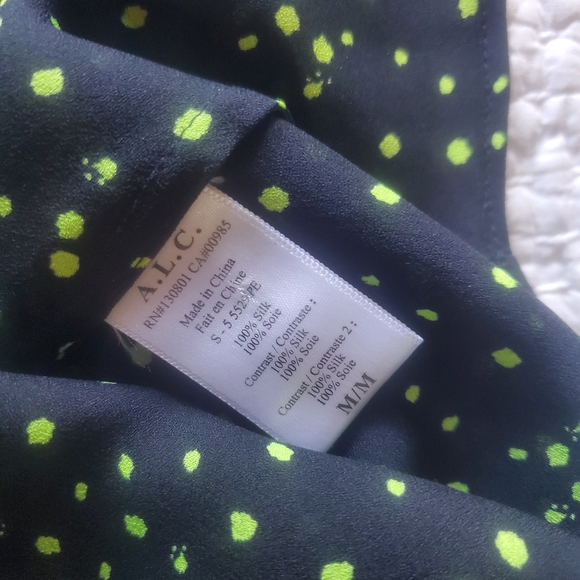 A.L.C.
RN#130801 CA#00985
Made in China
Fait en Chine
100% Silk
100% Soie
Contrast / Contraste :
100% Silk
100% Soie
Contrast / Contraste 2 :
100% Silk
100% Soie
M/M